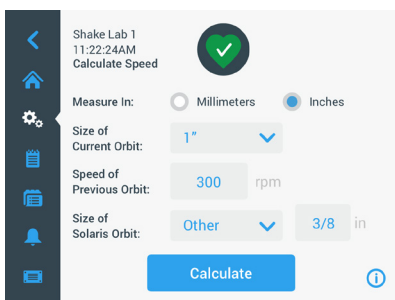 Shake Lab 1
11:22:24AM
Calculate Speed
Measure In: Millimeters Inches
Size of
Current Orbit: 1”
Speed of
Previous Orbit: 300 rpm
Size of
Solaris Orbit: Other 3/8 in
Calculate